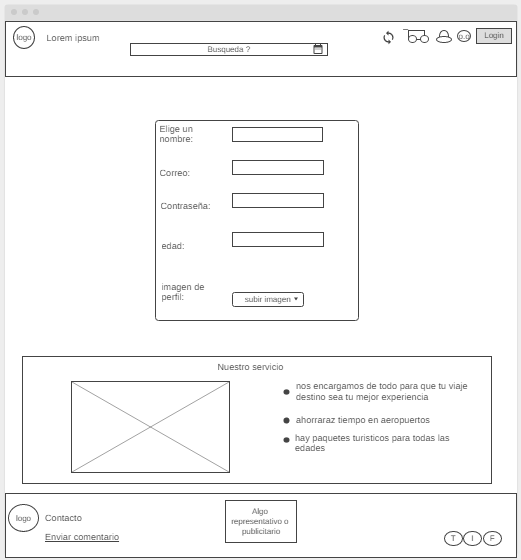 logo
Lorem ipsum
Busqueda ?
o.o
Login
Elige un
nombre:
Correo:
Contraseña:
edad:
imagen de
perfil:
subir imagen
Nuestro servicio
nos encargamos de todo para que tu viaje
destino sea tu mejor experiencia
ahorraraz tiempo en aeropuertos
hay paquetes turisticos para todas las
edades
logo
Contacto
Enviar comentario
Algo
representativo o
publicitario
T I F